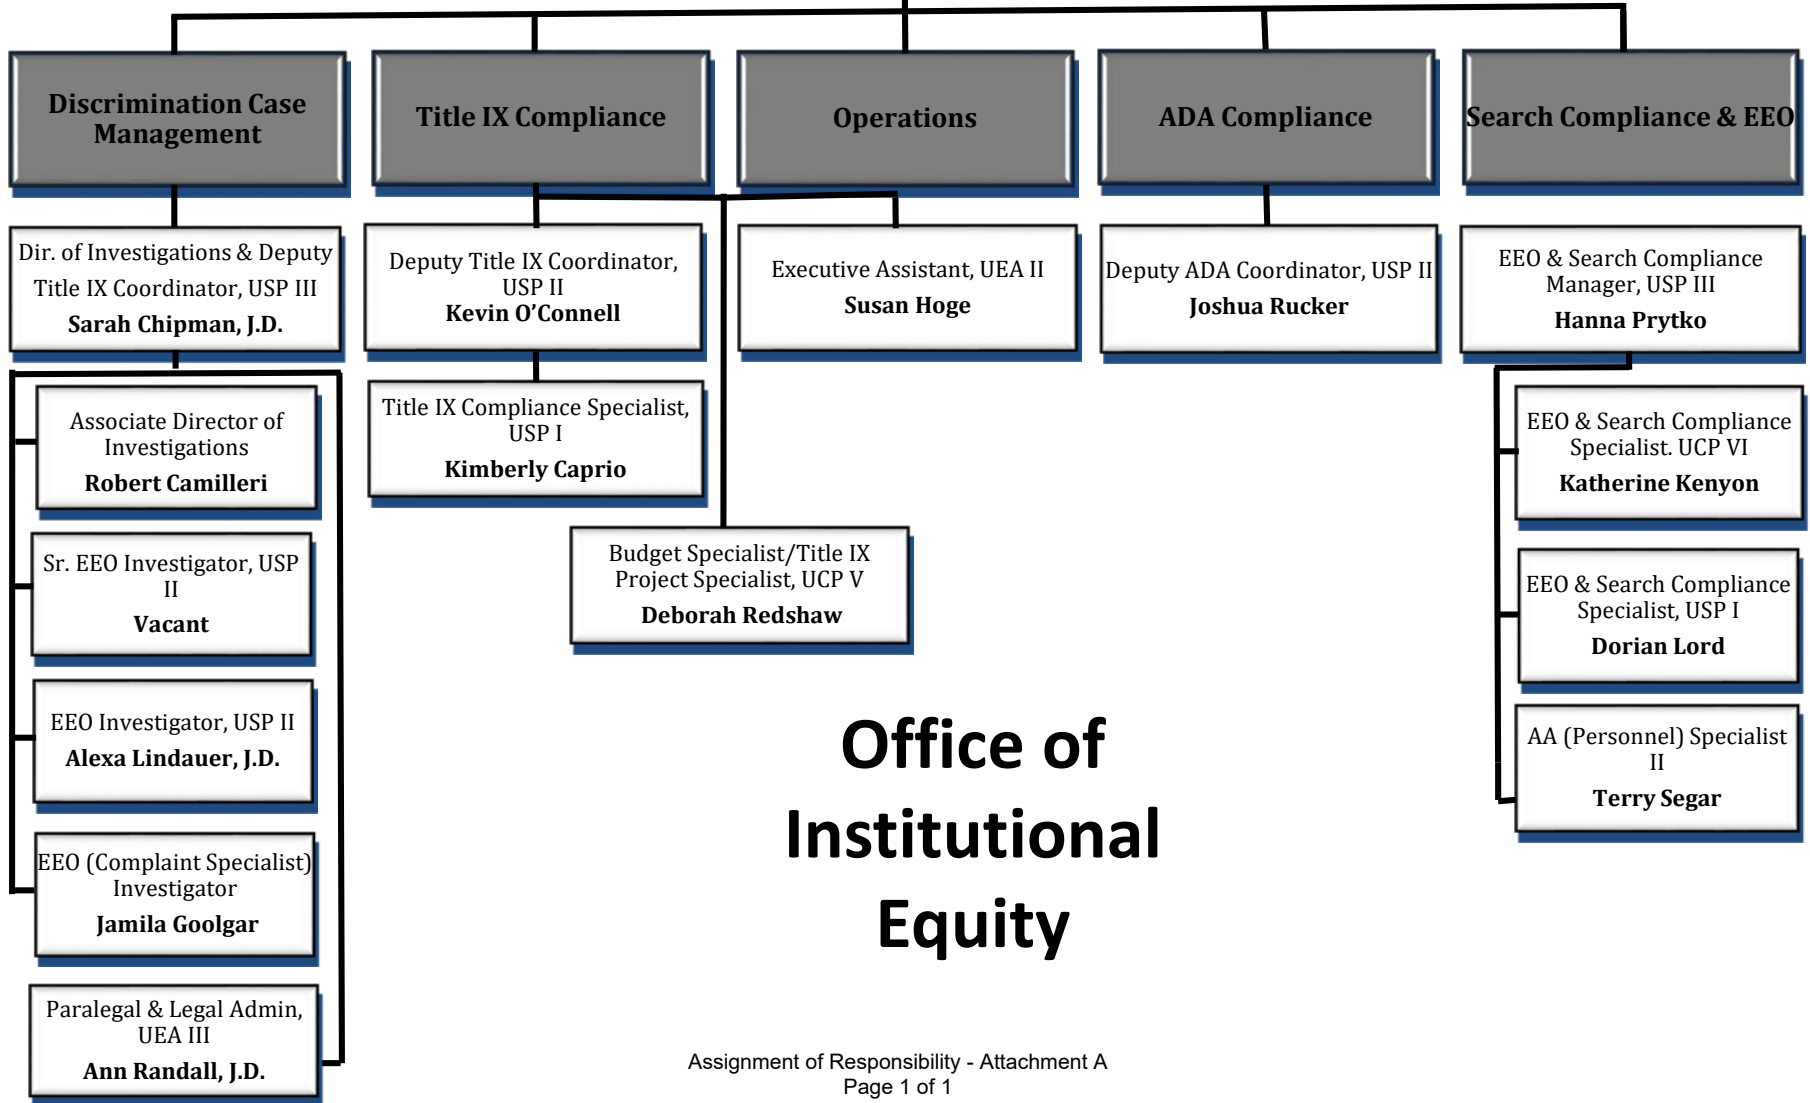 Discrimination Case
Management
Title IX Compliance
Operations
ADA Compliance
Search Compliance & EEO
Dir. of Investigations & Deputy
Title IX Coordinator, USP III
Sarah Chipman, J.D.
Deputy Title IX Coordinator,
USP II
Kevin O’Connell
Executive Assistant, UEA II
Susan Hoge
Deputy ADA Coordinator, USP II
Joshua Rucker
EEO & Search Compliance
Manager, USP III
Hanna Prytko
Associate Director of
Investigations
Robert Camilleri
Title IX Compliance Specialist,
USP I
Kimberly Caprio
EEO & Search Compliance
Specialist. UCP VI
Katherine Kenyon
Sr. EEO Investigator, USP
II
Vacant
Budget Specialist/Title IX
Project Specialist, UCP V
Deborah Redshaw
EEO & Search Compliance
Specialist, USP I
Dorian Lord
EEO Investigator, USP II
Alexa Lindauer, J.D.
AA (Personnel) Specialist
II
Terry Segar
EEO (Complaint Specialist)
Investigator
Jamila Goolgar
Paralegal & Legal Admin,
UEA III
Ann Randall, J.D.
Office of
Institutional
Equity
Assignment of Responsibility - Attachment A
Page 1 of 1